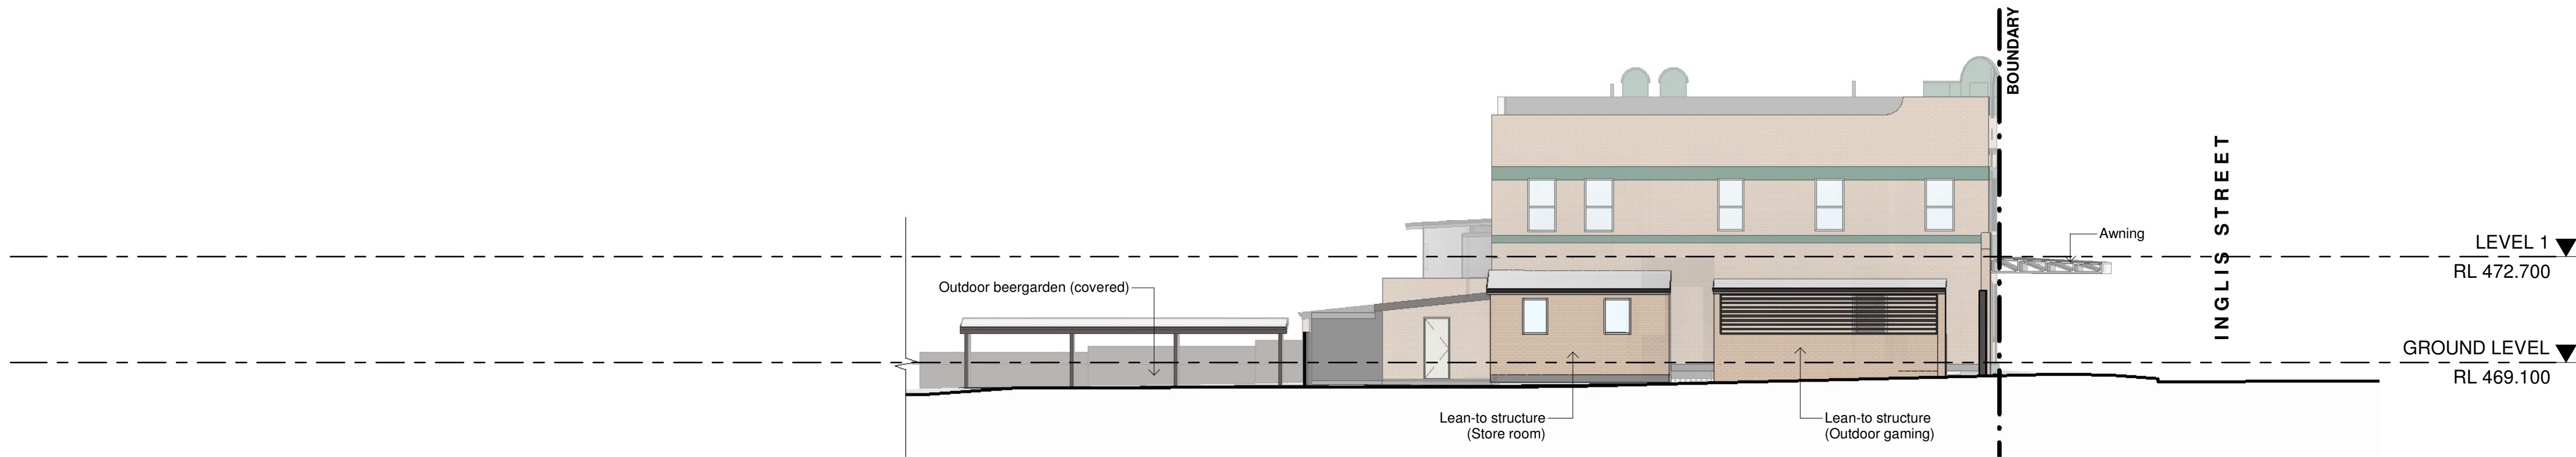 BOUNDARY
INGLIS STREET
Awning
LEVEL 1
RL 472.700
Outdoor beergarden (covered)
GROUND LEVEL
RL 469.100
Lean-to structure
(Store room)
Lean-to structure
(Outdoor gaming)